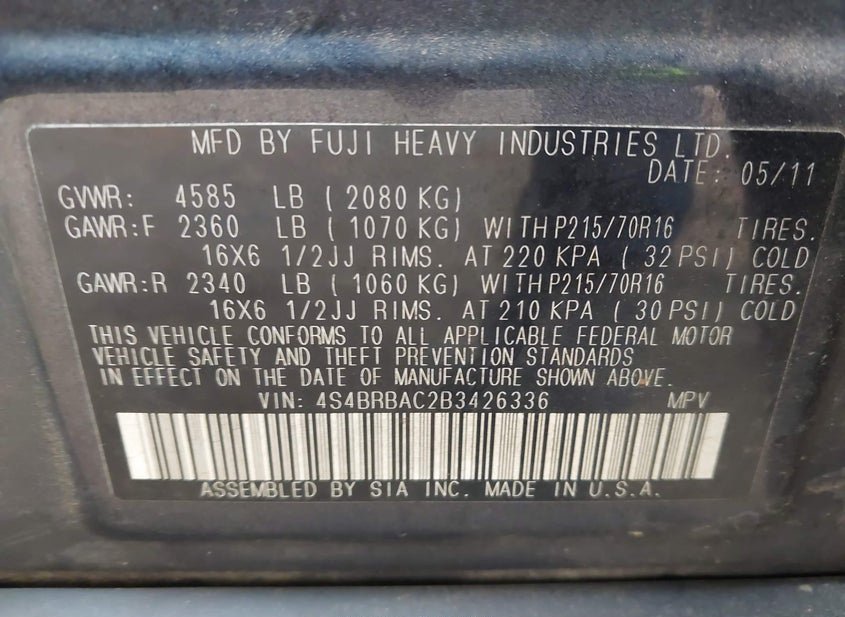 MFD BY FUJI HEAVY INDUSTRIES LTD.
DATE: 05/11
GVWR: 4585 LB ( 2080 KG)
GAWR:F 2360 LB ( 1070 KG) WITH P215/70R16 TIRES.
16X6 1/2JJ RIMS. AT 220 KPA ( 32 PSI) COLD
GAWR:R 2340 LB ( 1060 KG) WITH P215/70R16 TIRES.
16X6 1/2JJ RIMS. AT 210 KPA ( 30 PSI) COLD
THIS VEHICLE CONFORMS TO ALL APPLICABLE FEDERAL MOTOR
VEHICLE SAFETY AND THEFT PREVENTION STANDARDS
IN EFFECT ON THE DATE OF MANUFACTURE SHOWN ABOVE.
VIN: 4S4BRBAC2B3426336 MPV
ASSEMBLED BY SIA INC. MADE IN U.S.A.